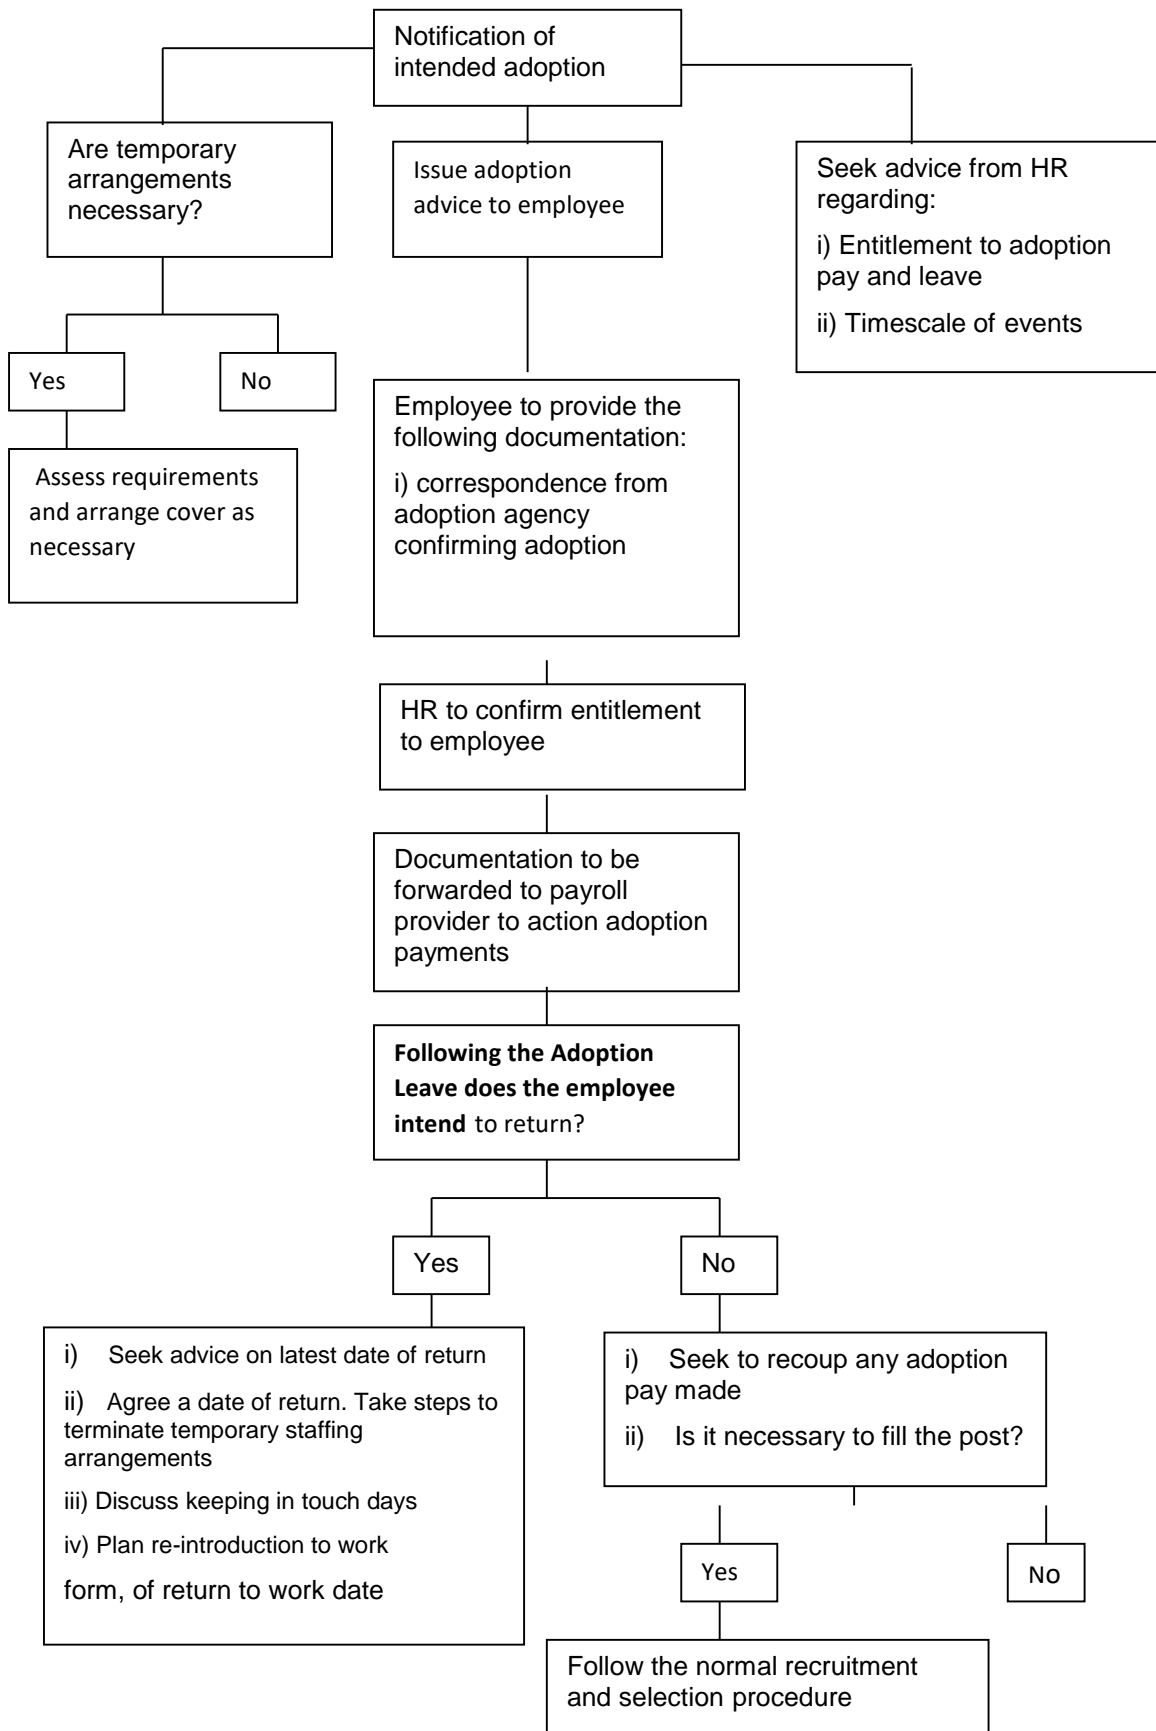 Notification of
intended adoption
Are temporary
arrangements
necessary?
Issue adoption
advice to employee
Seek advice from HR
regarding:
i) Entitlement to adoption
pay and leave
ii) Timescale of events
Yes
No
Assess requirements
and arrange cover as
necessary
Employee to provide the
following documentation:
i) correspondence from
adoption agency
confirming adoption
HR to confirm entitlement
to employee
Documentation to be
forwarded to payroll
provider to action adoption
payments
Following the Adoption
Leave does the employee
intend to return?
Yes
No
i) Seek advice on latest date of return
ii) Agree a date of return. Take steps to
terminate temporary staffing
arrangements
iii) Discuss keeping in touch days
iv) Plan re-introduction to work
form, of return to work date
i) Seek to recoup any adoption
pay made
ii) Is it necessary to fill the post?
Yes
No
Follow the normal recruitment
and selection procedure